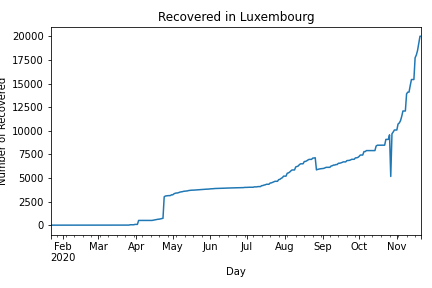 Recovered in Luxembourg
Number of Recovered
20000
17500
15000
12500
10000
7500
5000
2500
0
Feb
2020
Mar
Apr
May
Jun
Jul
Aug
Sep
Oct
Nov
Day